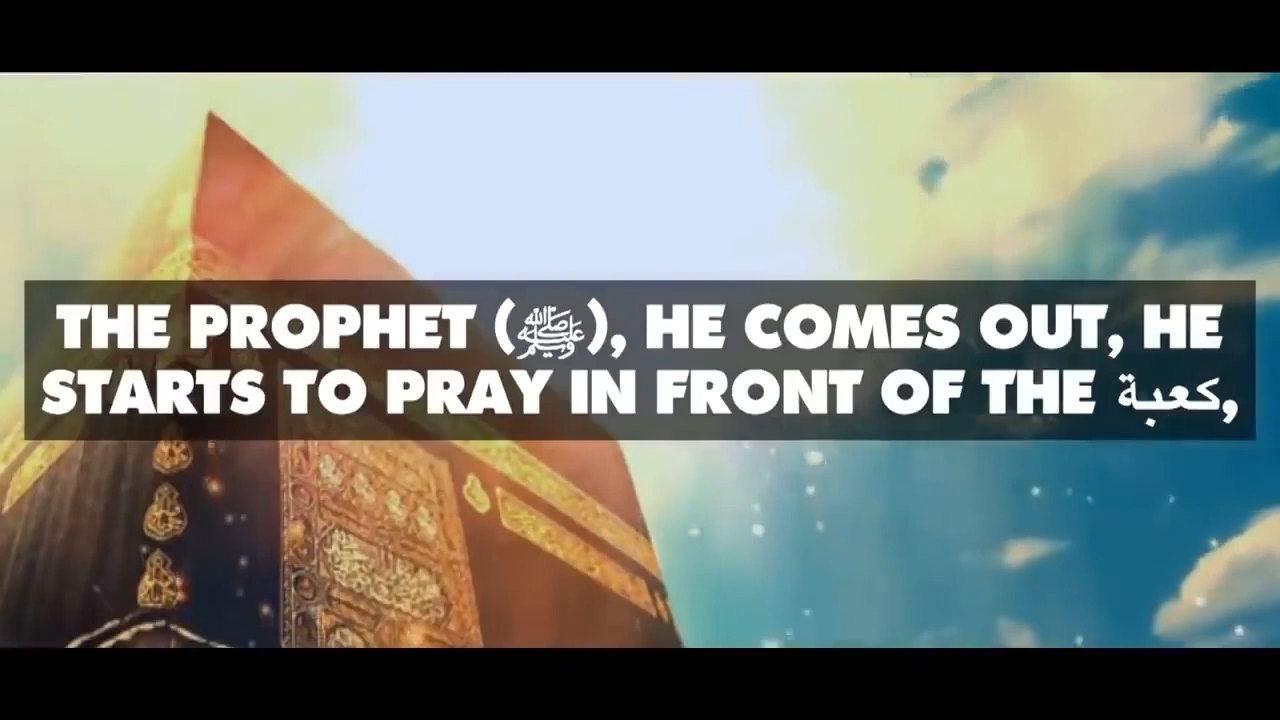 THE PROPHET (ﷺ), HE COMES OUT, HE
STARTS TO PRAY IN FRONT OF THE كعبة,